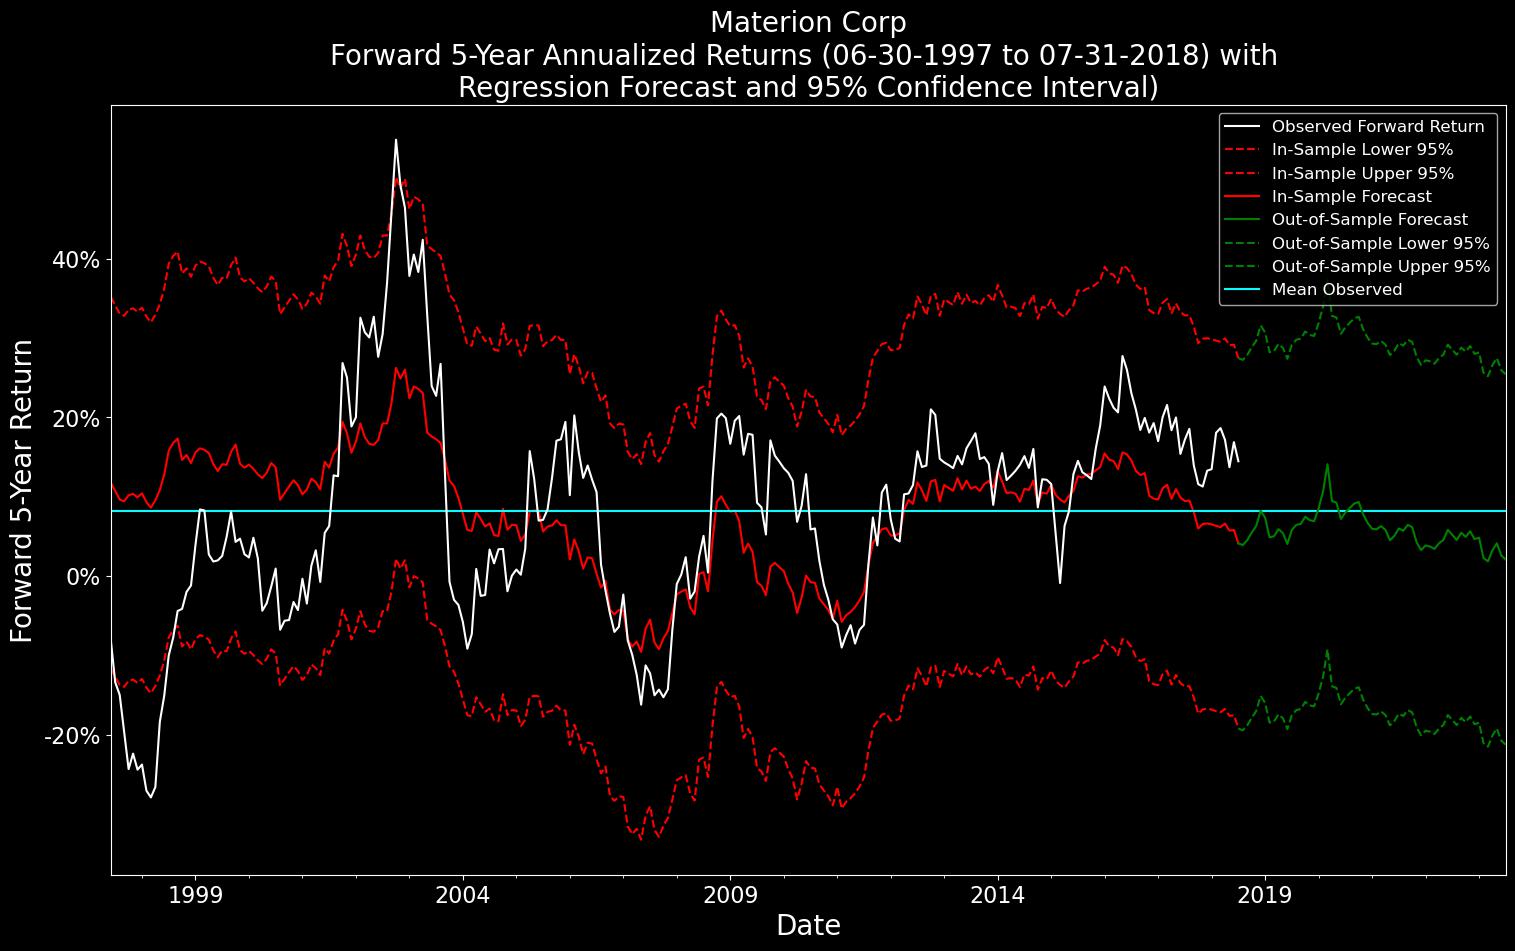 Materion Corp
Forward 5-Year Annualized Returns (06-30-1997 to 07-31-2018) with
Regression Forecast and 95% Confidence Interval)
Observed Forward Return
In-Sample Lower 95%
In-Sample Upper 95%
In-Sample Forecast
Out-of-Sample Forecast
Out-of-Sample Lower 95%
Out-of-Sample Upper 95%
Mean Observed
Forward 5-Year Return
40%
20%
0%
-20%
1999 2004 2009 2014 2019
Date